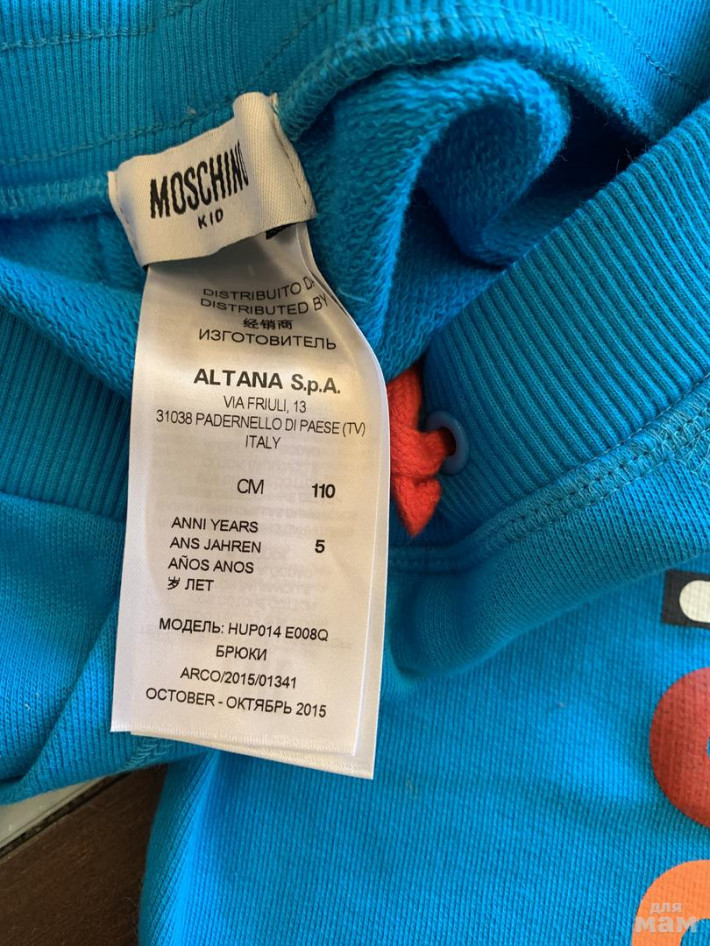 MOSCHINO
KID
DISTRIBUITO DA
DISTRIBUTED BY
经销商
ИЗГОТОВИТЕЛЬ
ALTANA S.p.A.
VIA FRIULI, 13
31038 PADERNELLO DI PAESE (TV)
ITALY
CM 110
ANNI YEARS
ANS JAHREN 5
AÑOS ANOS
岁 ЛЕТ
МОДЕЛЬ: HUP014 E008Q
БРЮКИ
ARCO/2015/01341
OCTOBER - ОКТЯБРЬ 2015
для
мам